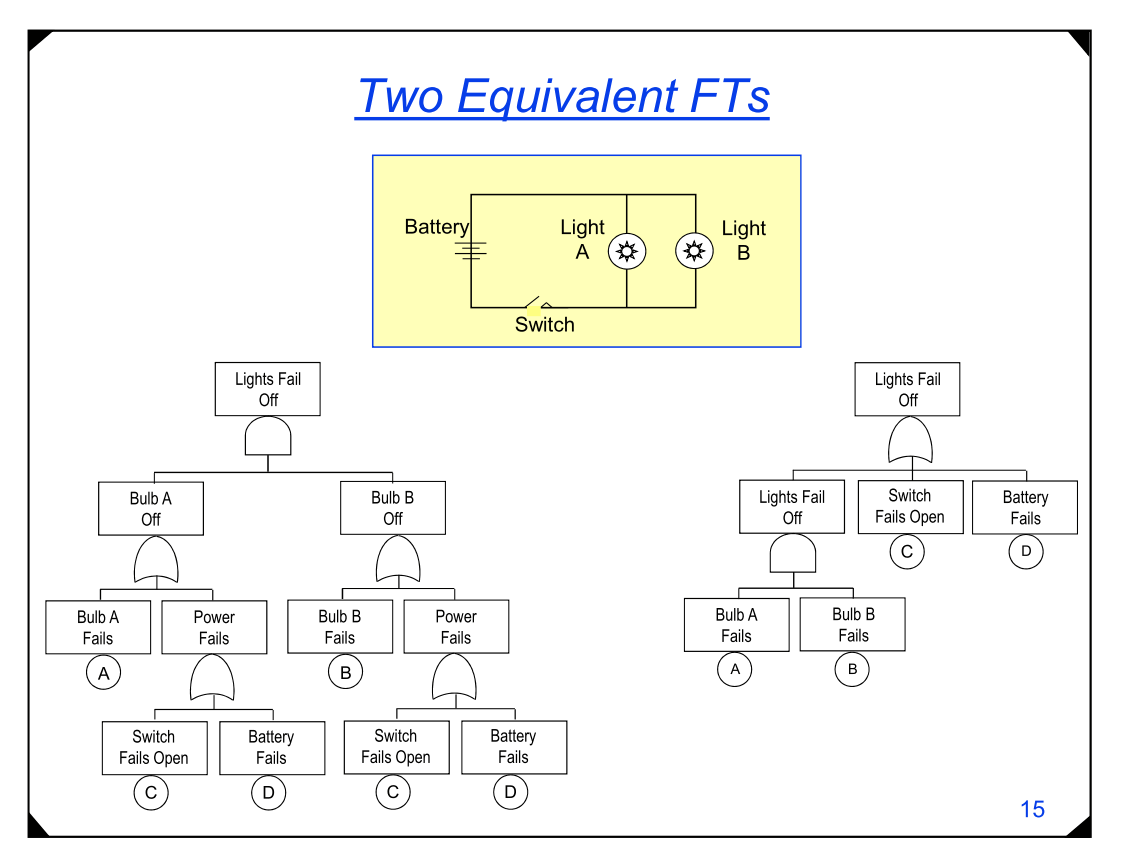 Two Equivalent FTs
Battery
Light
A
Light
B
Switch
Lights Fail
Off
Bulb A
Off
Bulb B
Off
Bulb A
Fails
A
Power
Fails
Bulb B
Fails
B
Power
Fails
Switch
Fails Open
C
Battery
Fails
D
Switch
Fails Open
C
Battery
Fails
D
Lights Fail
Off
Lights Fail
Off
Switch
Fails Open
C
Battery
Fails
D
Bulb A
Fails
A
Bulb B
Fails
B
15